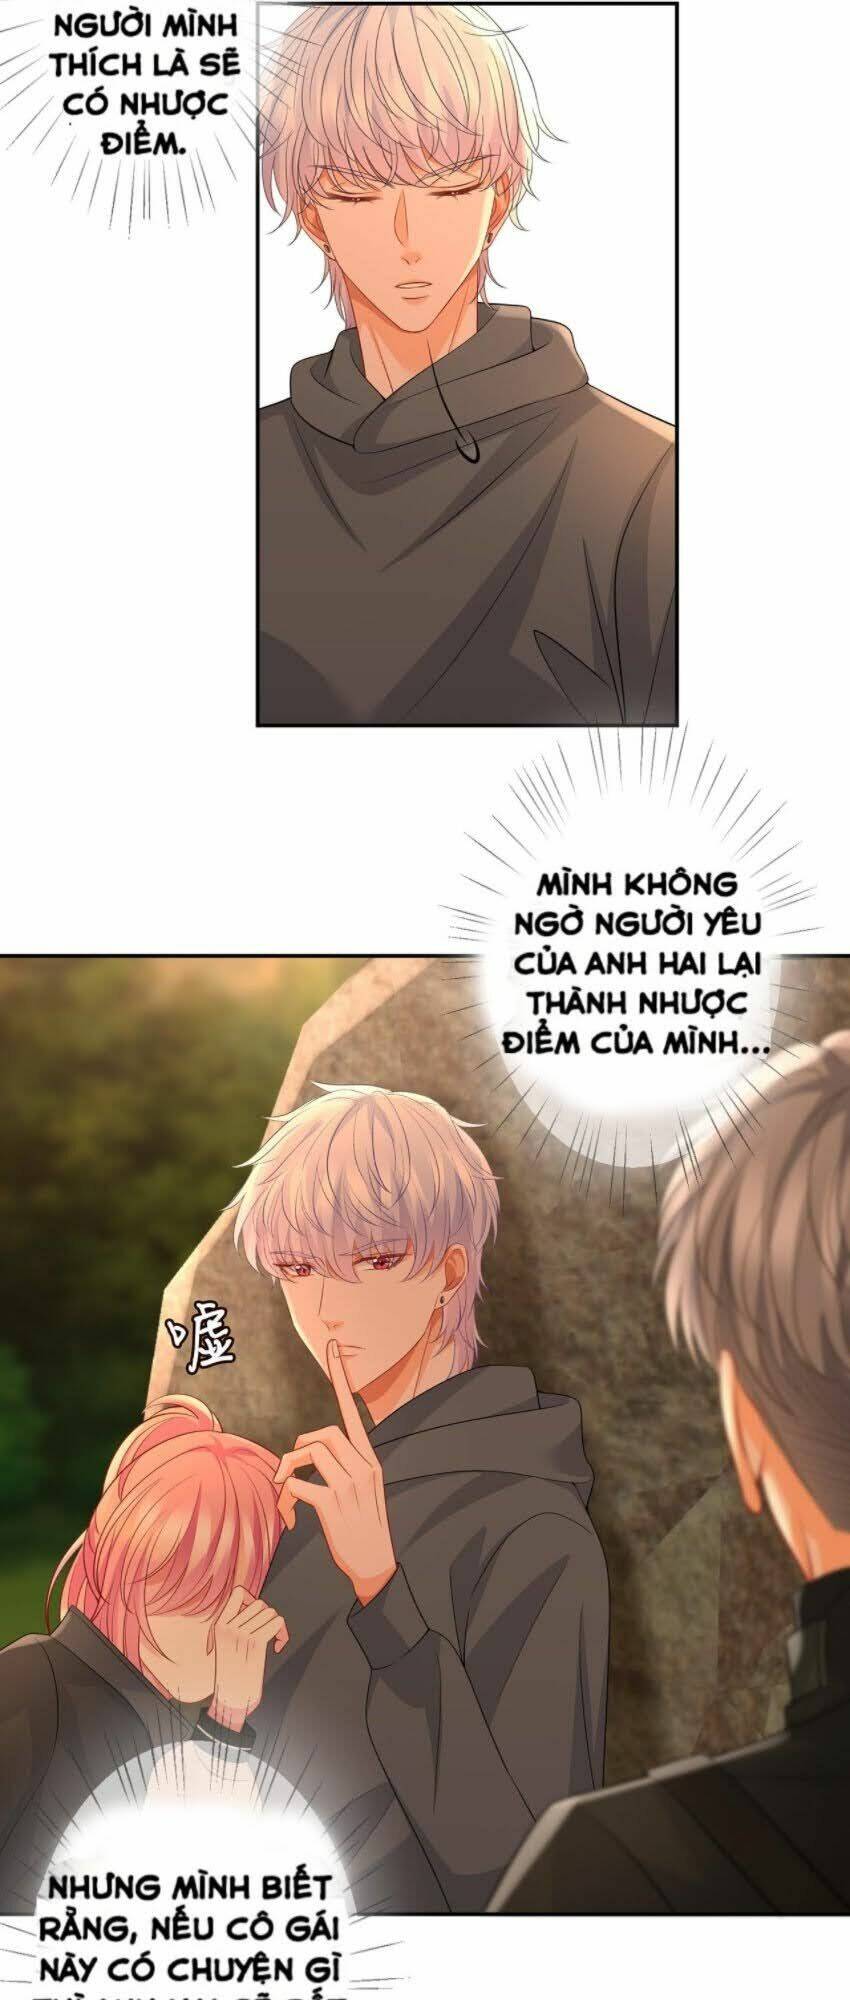 NGƯỜI MÌNH
THÍCH LÀ SẼ
CÓ NHƯỢC
ĐIỂM.
MÌNH KHÔNG
NGỜ NGƯỜI YÊU
CỦA ANH HAI LẠI
THÀNH NHƯỢC
ĐIỂM CỦA MÌNH...
嘘
NHƯNG MÌNH BIẾT
RẰNG, NẾU CÔ GÁI
NÀY CÓ CHUYỆN GÌ